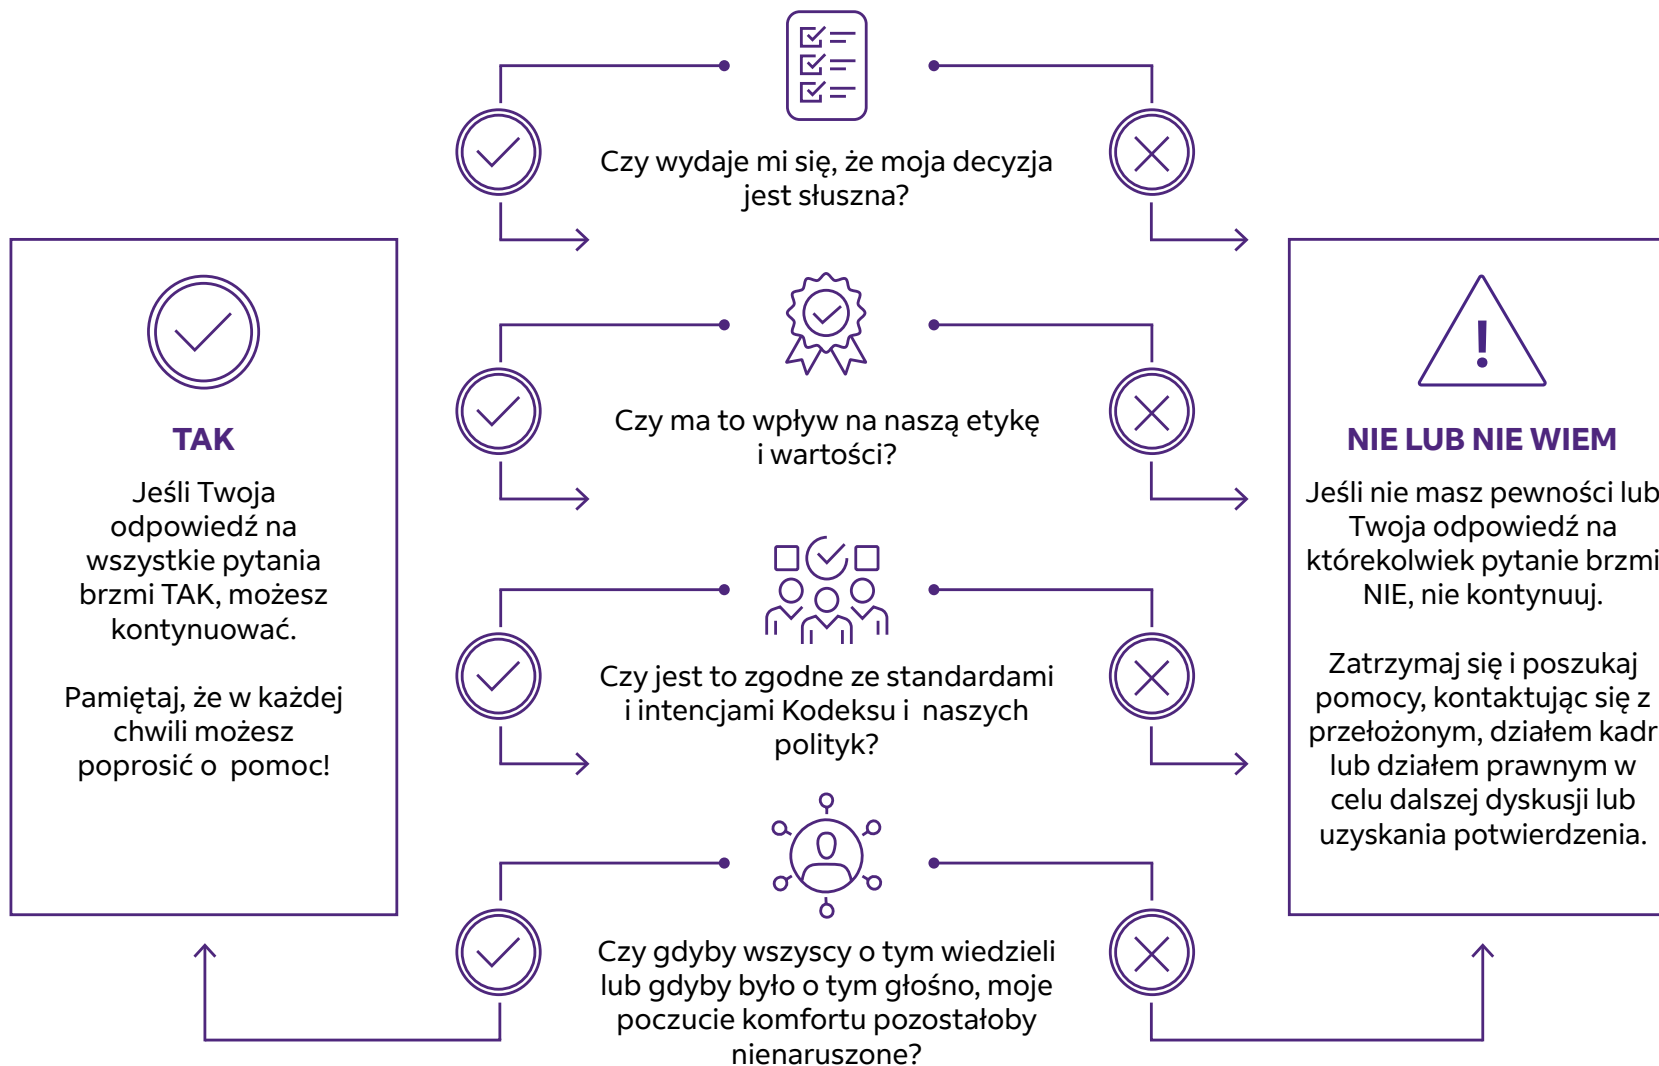 Czy wydaje mi się, że moja decyzja
jest słuszna?
Czy ma to wpływ na naszą etykę
i wartości?
Czy jest to zgodne ze standardami
i intencjami Kodeksu i naszych
polityk?
Czy gdyby wszyscy o tym wiedzieli
lub gdyby było o tym głośno, moje
poczucie komfortu pozostałoby
nienaruszone?
TAK
Jeśli Twoja
odpowiedź na
wszystkie pytania
brzmi TAK, możesz
kontynuować.
Pamiętaj, że w każdej
chwili możesz
poprosić o pomoc!
NIE LUB NIE WIEM
Jeśli nie masz pewności lub
Twoja odpowiedź na
którekolwiek pytanie brzmi
NIE, nie kontynuuj.
Zatrzymaj się i poszukaj
pomocy, kontaktując się z
przełożonym, działem kadr
lub działem prawnym w
celu dalszej dyskusji lub
uzyskania potwierdzenia.